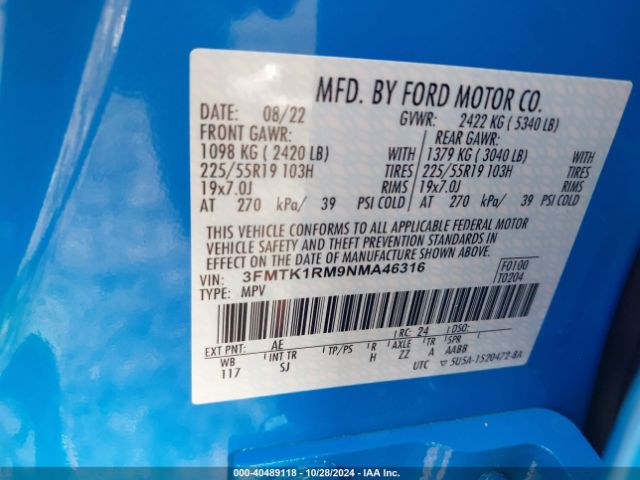 MFD. BY FORD MOTOR CO.
DATE: 08/22 GVWR: 2422 KG ( 5340 LB)
FRONT GAWR: REAR GAWR:
1098 KG ( 2420 LB) WITH 1379 KG ( 3040 LB) WITH
225/55R19 103H TIRES 225/55R19 103H TIRES
19x7.0J RIMS 19x7.0J RIMS
AT 270 kPa/ 39 PSI COLD AT 270 kPa/ 39 PSI COLD
THIS VEHICLE CONFORMS TO ALL APPLICABLE FEDERAL MOTOR
VEHICLE SAFETY AND THEFT PREVENTION STANDARDS IN
EFFECT ON THE DATE OF MANUFACTURE SHOWN ABOVE.
VIN: 3FMTK1RM9NMA46316 F0100
TYPE: MPV T0204
EXT PNT: AE RC: 24 DSO:
WB INT TR TP/PS R AXLE TR SPR
117 SJ H ZZ A AABB
UTC ▽ 5U5A-1520472-BA
000-40489118 - 10/28/2024 - IAA Inc.